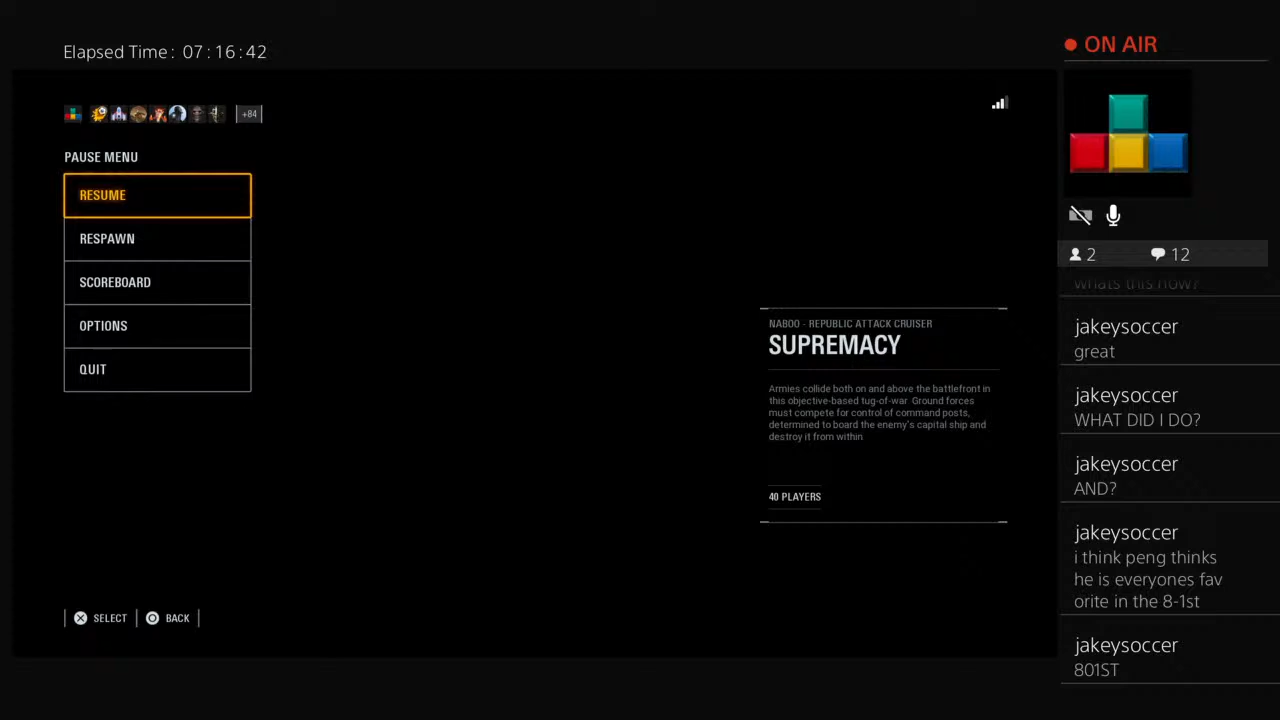 Elapsed Time: 07:16:42
ON AIR
+84
PAUSE MENU
RESUME
RESPAWN
SCOREBOARD
OPTIONS
QUIT
NABOO - REPUBLIC ATTACK CRUISER
SUPREMACY
Armies collide both on and above the battlefront in
this objective-based tug-of-war. Ground forces
must compete for control of command posts,
determined to board the enemy's capital ship and
destroy it from within
40 PLAYERS
SELECT
BACK
2
12
whats this now?
jakeysoccer
great
jakeysoccer
WHAT DID I DO?
jakeysoccer
AND?
jakeysoccer
i think peng thinks
he is everyones fav
orite in the 8-1st
jakeysoccer
801ST